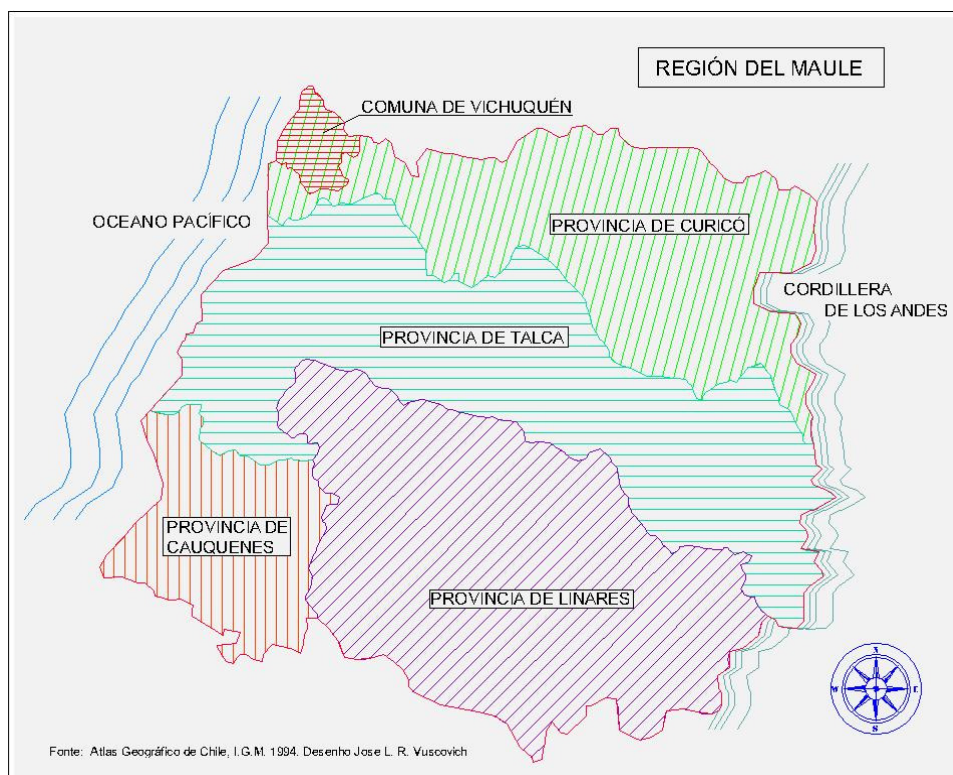 REGIÓN DEL MAULE
COMUNA DE VICHUQUÉN
OCEANO PACÍFICO
PROVINCIA DE CURICÓ
CORDILLERA
DE LOS ANDES
PROVINCIA DE TALCA
PROVINCIA DE
CAUQUENES
PROVINCIA DE LINARES
Fonte: Atlas Geográfico de Chile, I.G.M. 1994. Desenho Jose L. R. Vuscovich